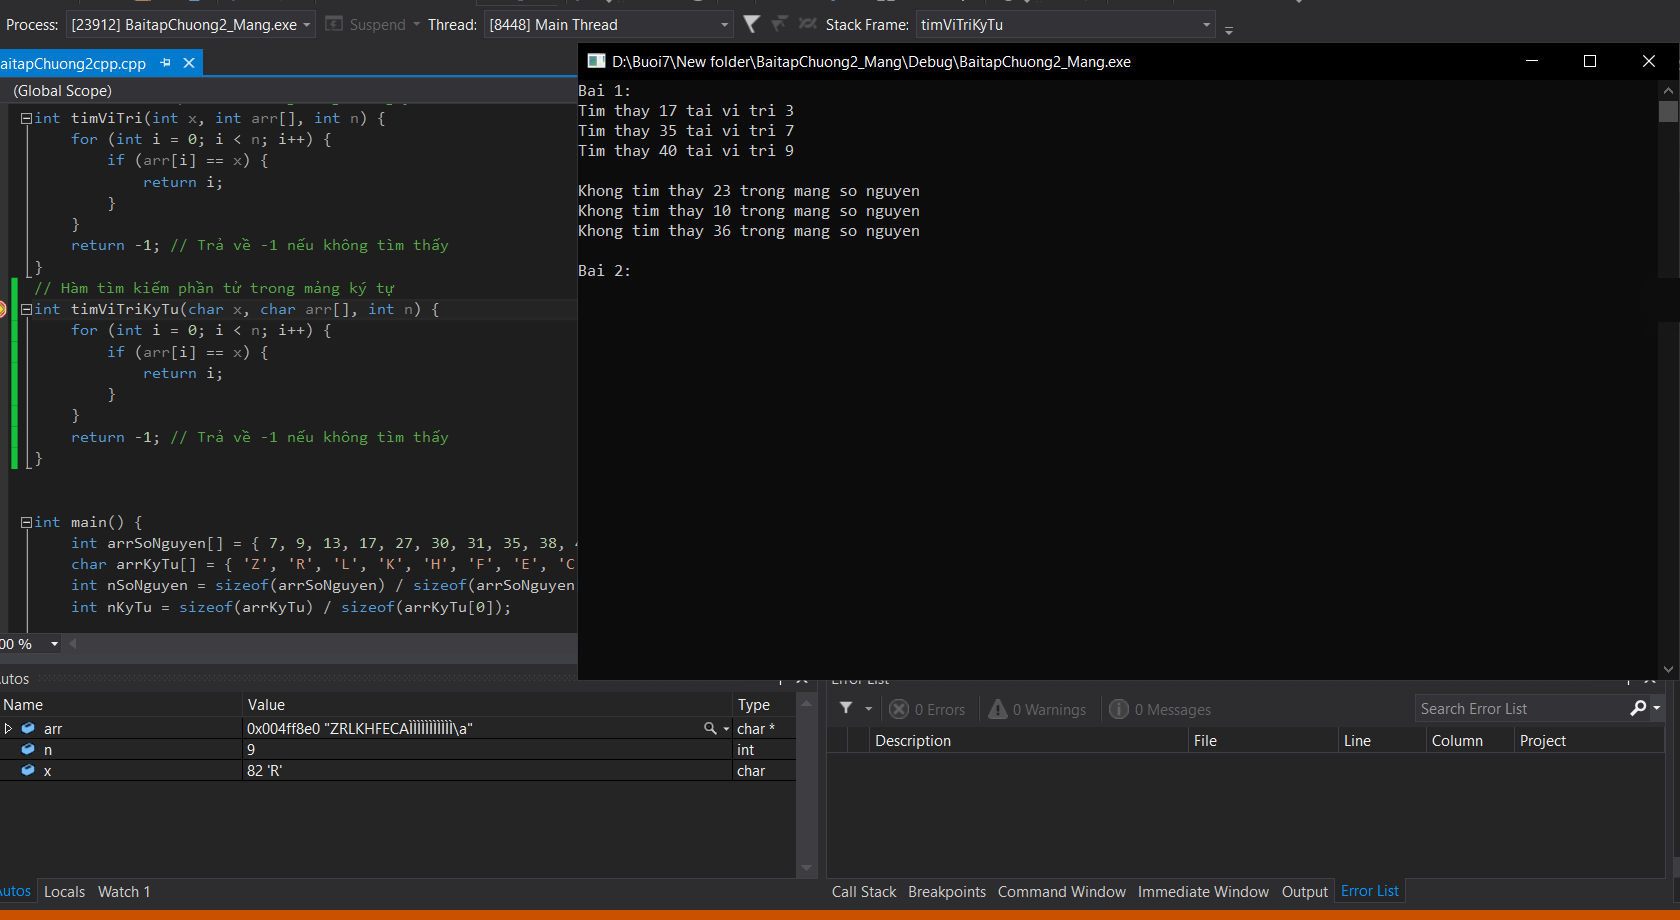 Process: [23912] BaitapChuong2_Mang.exe Suspend Thread: [8448] Main Thread Stack Frame: timViTriKyTu
aitapChuong2cpp.cpp
(Global Scope)
int timViTri(int x, int arr[], int n) {
for (int i = 0; i < n; i++) {
if (arr[i] == x) {
return i;
}
}
return -1; // Trả về -1 nếu không tìm thấy
}
// Hàm tìm kiếm phần tử trong mảng ký tự
int timViTriKyTu(char x, char arr[], int n) {
for (int i = 0; i < n; i++) {
if (arr[i] == x) {
return i;
}
}
return -1; // Trả về -1 nếu không tìm thấy
}
int main() {
int arrSoNguyen[] = { 7, 9, 13, 17, 27, 30, 31, 35, 38,
char arrKyTu[] = { 'Z', 'R', 'L', 'K', 'H', 'F', 'E', 'C
int nSoNguyen = sizeof(arrSoNguyen) / sizeof(arrSoNguyen
int nKyTu = sizeof(arrKyTu) / sizeof(arrKyTu[0]);
00 %
D:\Buoi7\New folder\BaitapChuong2_Mang\Debug\BaitapChuong2_Mang.exe
Bai 1:
Tim thay 17 tai vi tri 3
Tim thay 35 tai vi tri 7
Tim thay 40 tai vi tri 9
Khong tim thay 23 trong mang so nguyen
Khong tim thay 10 trong mang so nguyen
Khong tim thay 36 trong mang so nguyen
Bai 2:
utos
Name Value Type
arr 0x004ff8e0 "ZRLKHFECAÌÌÌÌÌÌÌÌÌÌÌ\a" char *
n 9 int
x 82 'R' char
Autos Locals Watch 1
Error List
0 Errors 0 Warnings 0 Messages Search Error List
Description File Line Column Project
Call Stack Breakpoints Command Window Immediate Window Output Error List